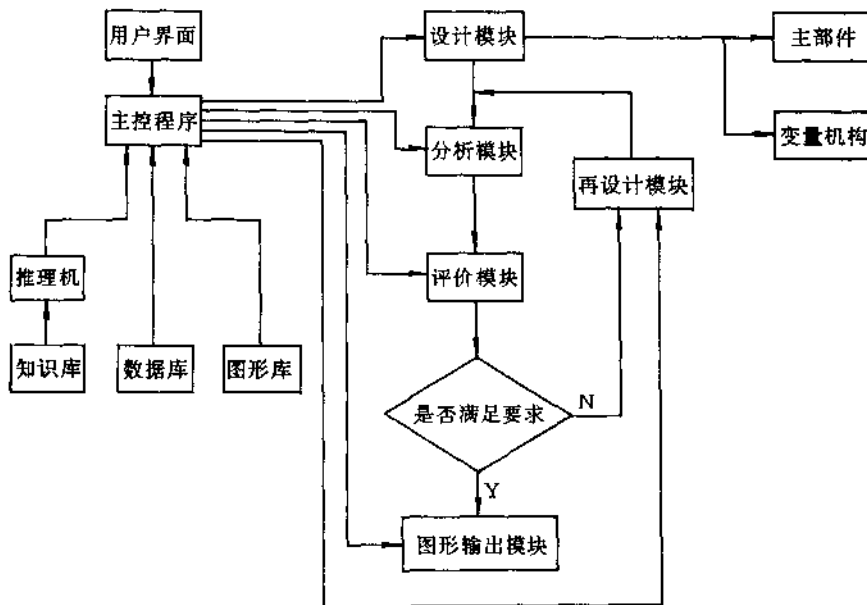 用户界面
设计模块
主部件
主控程序
分析模块
变量机构
再设计模块
推理机
评价模块
知识库
数据库
图形库
是否满足要求
N
Y
图形输出模块